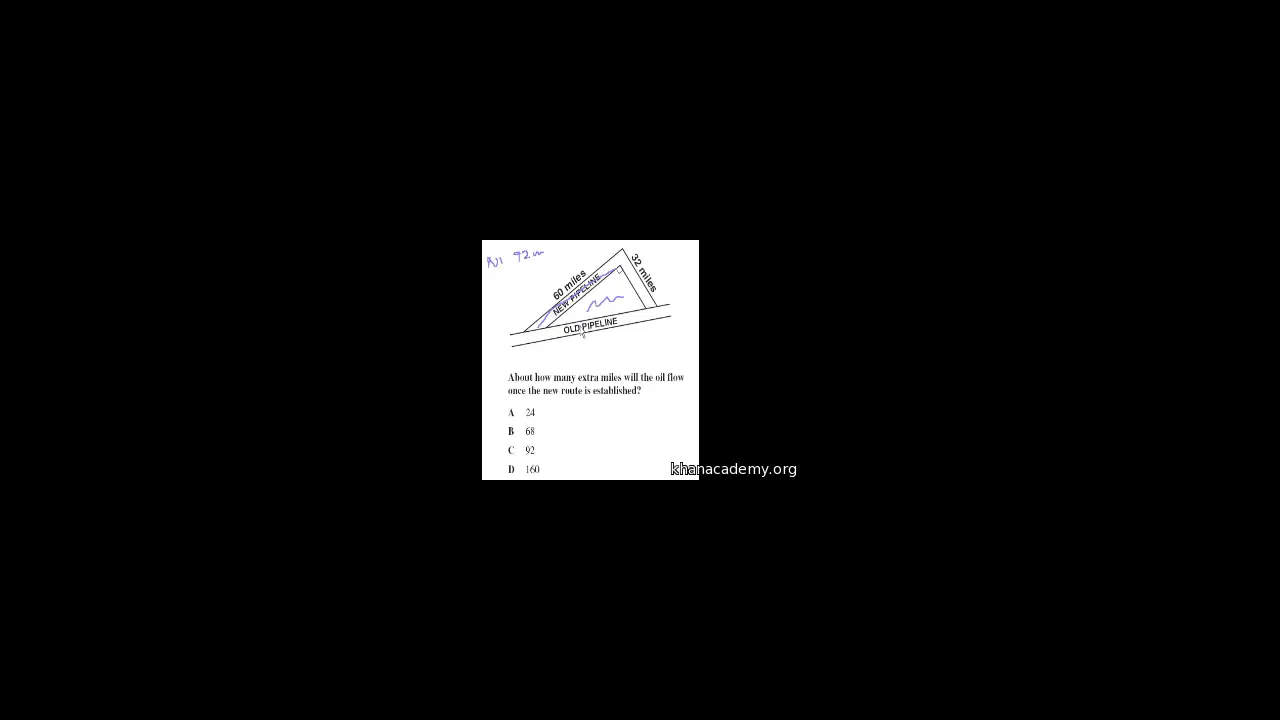 92 m
60 miles
NEW PIPELINE
32 miles
OLD PIPELINE
About how many extra miles will the oil flow
once the new route is established?
A 24
B 68
C 92
D 160
khanacademy.org